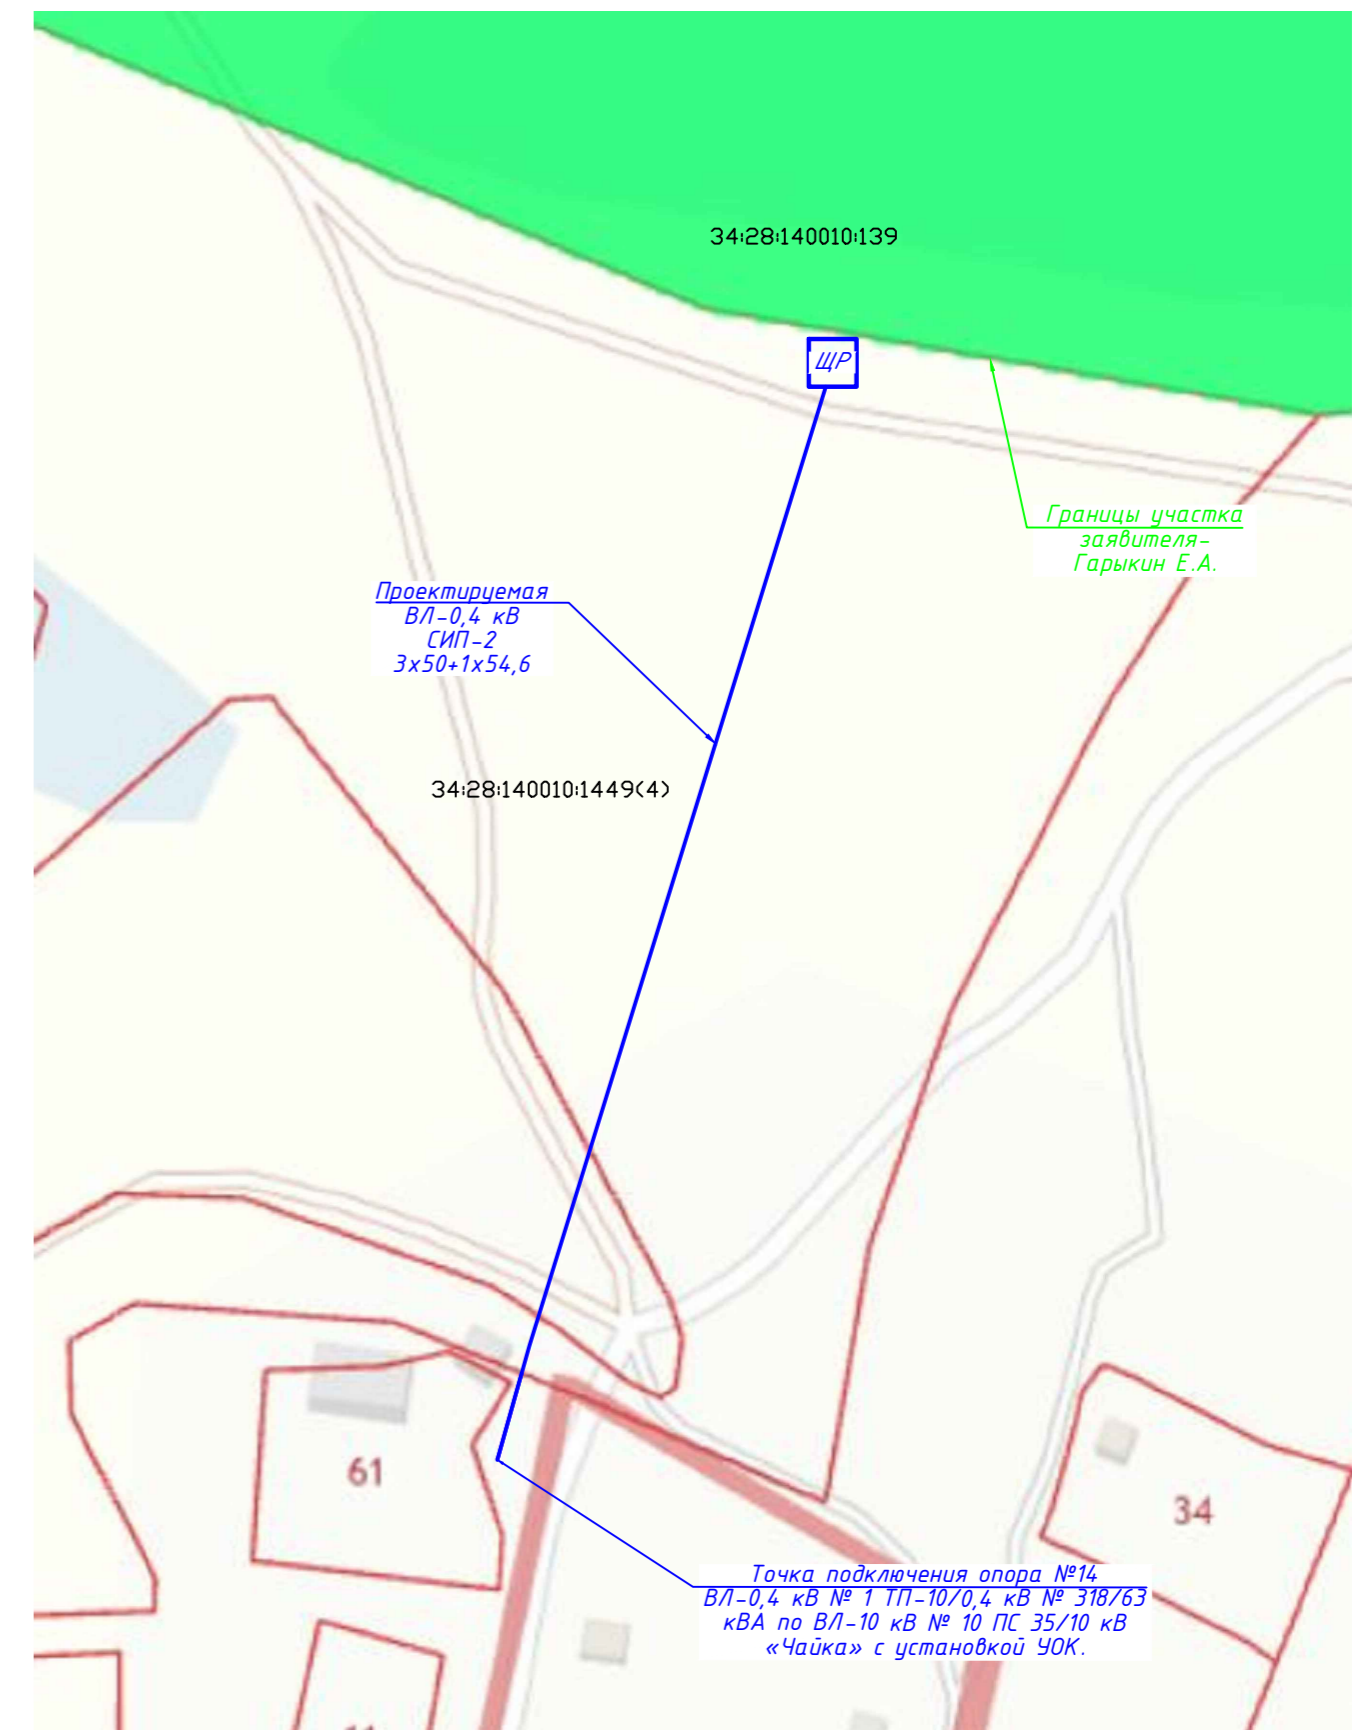 34:28:140010:139
ЩР
Границы участка
заявителя-
Гарыкин Е.А.
Проектируемая
ВЛ-0,4 кВ
СИП-2
3х50+1х54,6
34:28:140010:1449(4)
61
34
Точка подключения опора №14
ВЛ-0,4 кВ № 1 ТП-10/0,4 кВ № 318/63
кВА по ВЛ-10 кВ № 10 ПС 35/10 кВ
«Чайка» с установкой УОК.